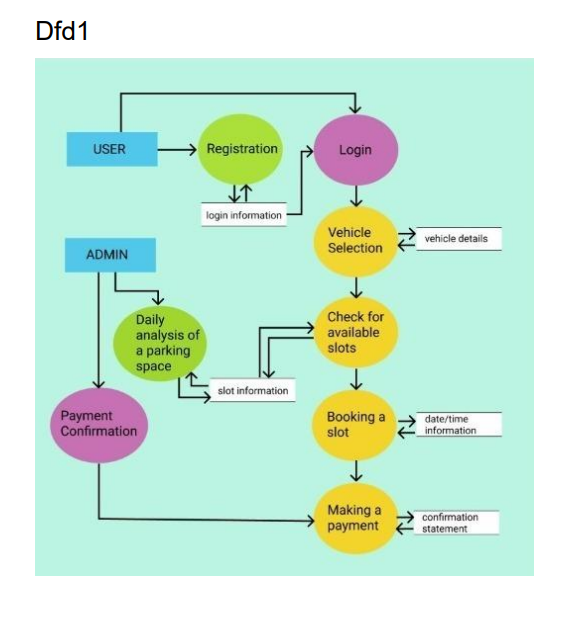 Dfd1
USER
Registration
Login
login information
Vehicle
Selection
vehicle details
ADMIN
Daily
analysis of
a parking
space
Check for
available
slots
slot information
Payment
Confirmation
Booking a
slot
date/time
information
Making a
payment
confirmation
statement